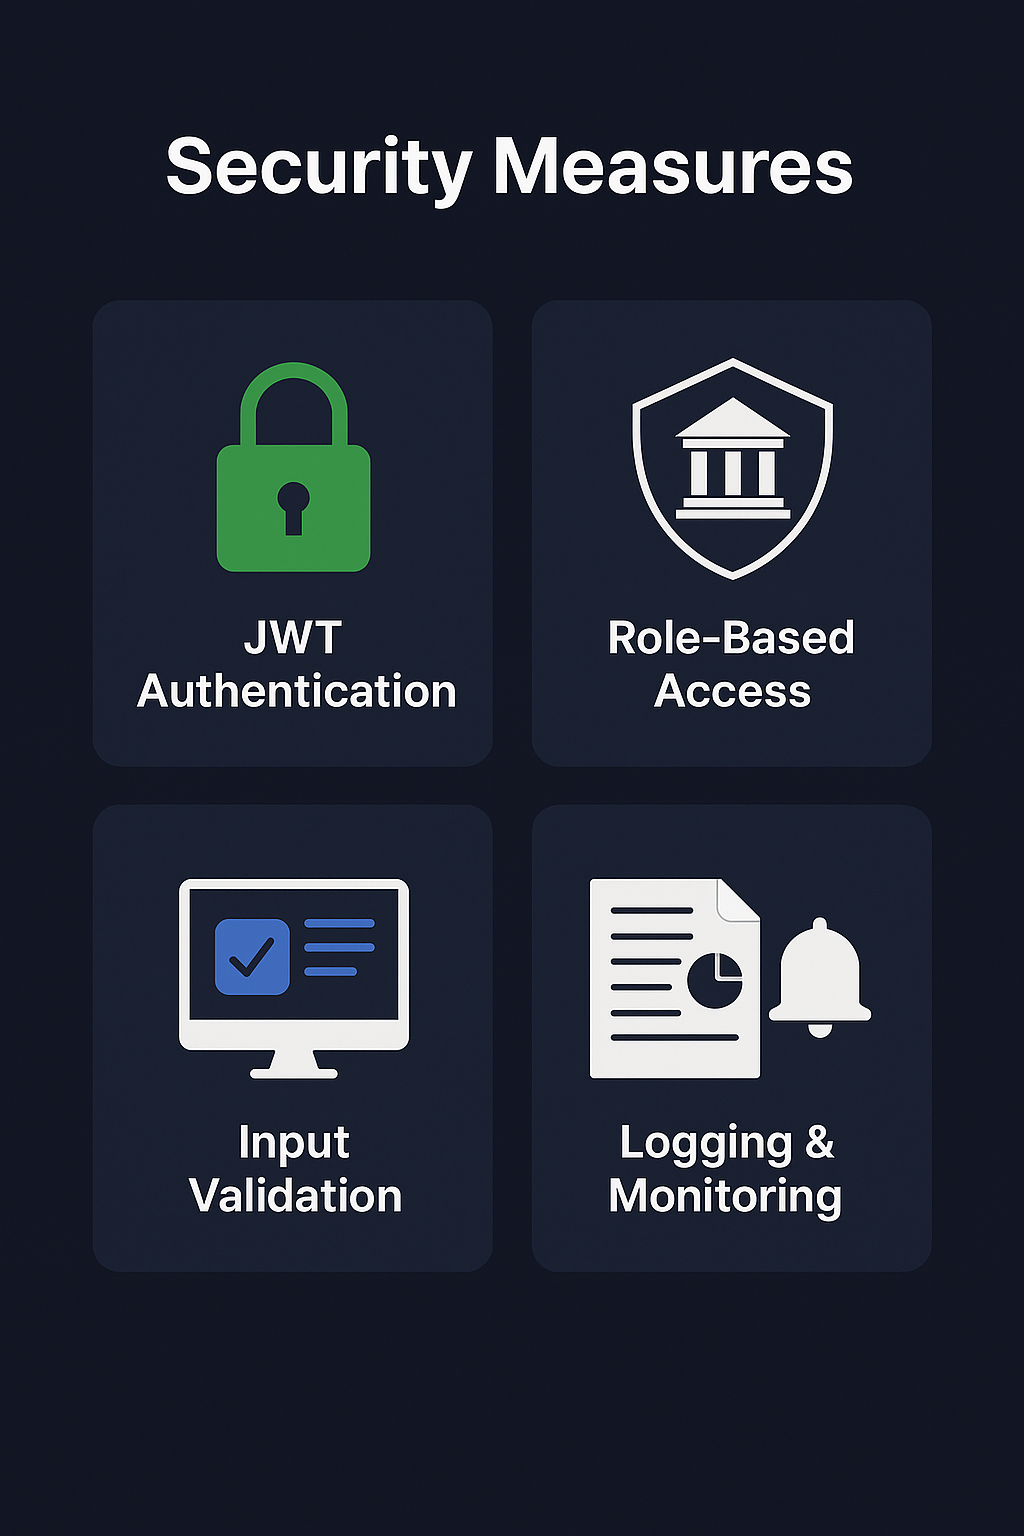 Security Measures
JWT
Authentication
Role-Based
Access
Input
Validation
Logging &
Monitoring